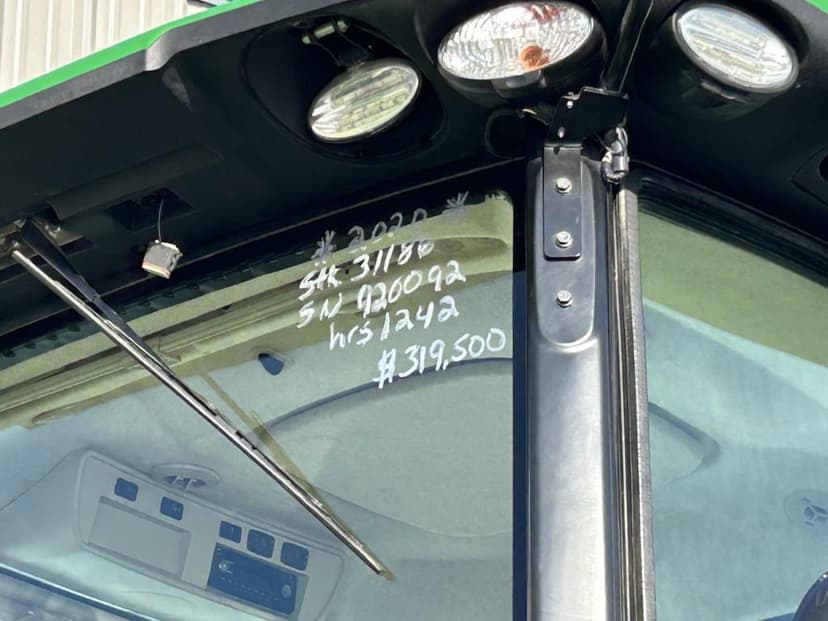 * 2020 *
Stk 31186
SN 920092
hrs 1242
$319,500